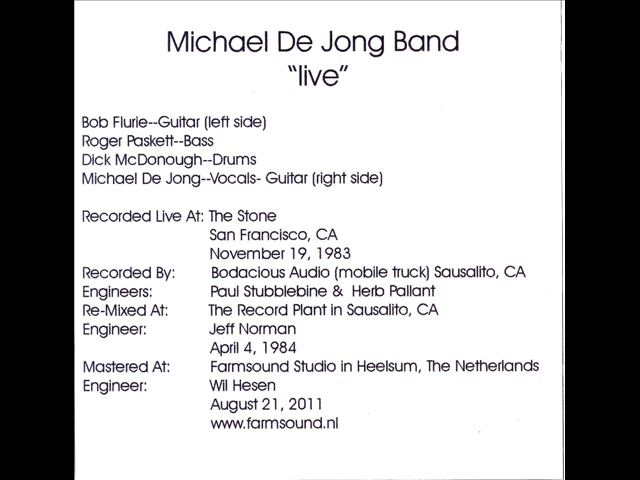 Michael De Jong Band
“live”
Bob Flurie--Guitar (left side)
Roger Paskett--Bass
Dick McDonough--Drums
Michael De Jong--Vocals- Guitar (right side)
Recorded Live At: The Stone
San Francisco, CA
November 19, 1983
Recorded By: Bodacious Audio (mobile truck) Sausalito, CA
Engineers: Paul Stubblebine & Herb Pallant
Re-Mixed At: The Record Plant in Sausalito, CA
Engineer: Jeff Norman
April 4, 1984
Mastered At: Farmsound Studio in Heelsum, The Netherlands
Engineer: Wil Hesen
August 21, 2011
www.farmsound.nl